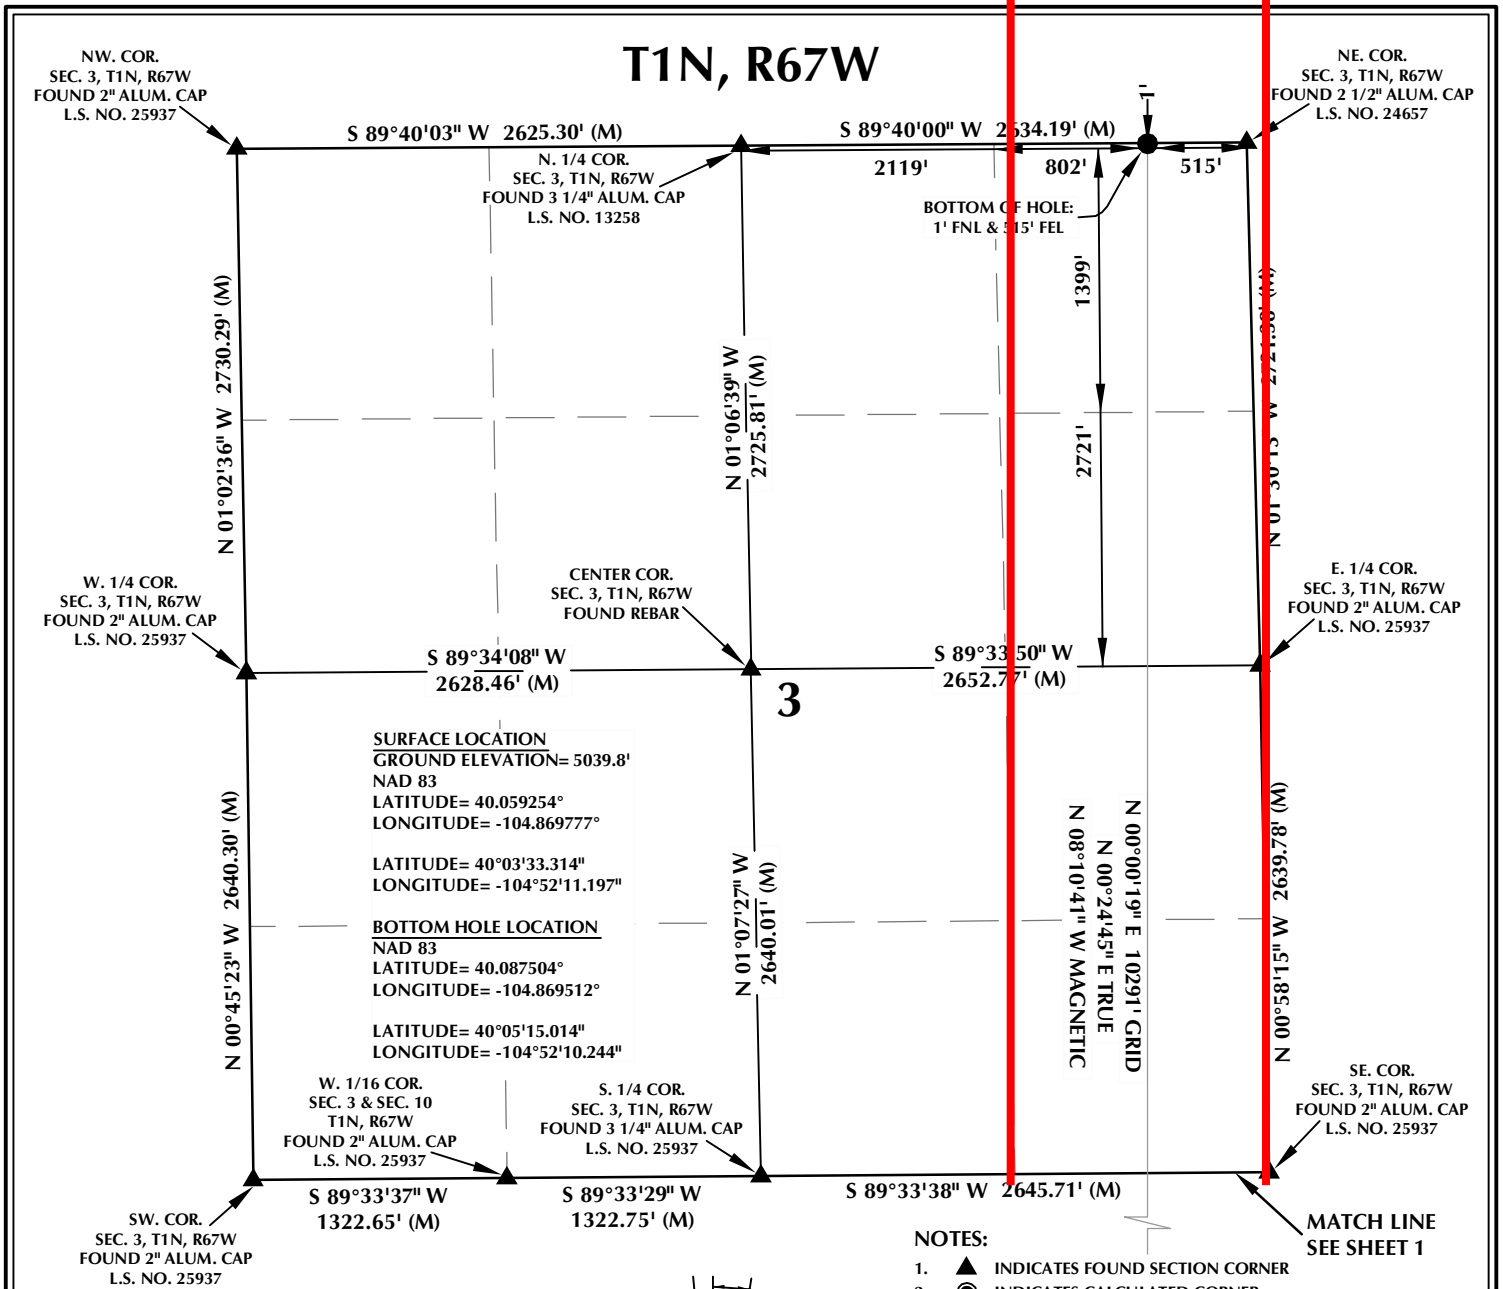 T1N, R67W
NW. COR.
SEC. 3, T1N, R67W
FOUND 2" ALUM. CAP
L.S. NO. 25937
NE. COR.
SEC. 3, T1N, R67W
FOUND 2 1/2" ALUM. CAP
L.S. NO. 24657
1'
S 89°40'03" W 2625.30' (M)
S 89°40'00" W 2634.19' (M)
N. 1/4 COR.
SEC. 3, T1N, R67W
FOUND 3 1/4" ALUM. CAP
L.S. NO. 13258
2119'
802'
515'
BOTTOM OF HOLE:
1' FNL & 515' FEL
1399'
2721'
N 01°02'36" W 2730.29' (M)
N 01°06'39" W
2725.81' (M)
W. 1/4 COR.
SEC. 3, T1N, R67W
FOUND 2" ALUM. CAP
L.S. NO. 25937
CENTER COR.
SEC. 3, T1N, R67W
FOUND REBAR
E. 1/4 COR.
SEC. 3, T1N, R67W
FOUND 2" ALUM. CAP
L.S. NO. 25937
S 89°34'08" W
2628.46' (M)
S 89°33'50" W
2652.77' (M)
3
SURFACE LOCATION
GROUND ELEVATION= 5039.8'
NAD 83
LATITUDE= 40.059254°
LONGITUDE= -104.869777°
LATITUDE= 40°03'33.314"
LONGITUDE= -104°52'11.197"
BOTTOM HOLE LOCATION
NAD 83
LATITUDE= 40.087504°
LONGITUDE= -104.869512°
LATITUDE= 40°05'15.014"
LONGITUDE= -104°52'10.244"
N 00°45'23" W 2640.30' (M)
N 01°07'27" W
2640.01' (M)
N 00°00'19" E 10291' GRID
N 00°24'45" E TRUE
N 08°10'41" W MAGNETIC
N 00°58'15" W 2639.78' (M)
W. 1/16 COR.
SEC. 3 & SEC. 10
T1N, R67W
FOUND 2" ALUM. CAP
L.S. NO. 25937
S. 1/4 COR.
SEC. 3, T1N, R67W
FOUND 3 1/4" ALUM. CAP
L.S. NO. 25937
SE. COR.
SEC. 3, T1N, R67W
FOUND 2" ALUM. CAP
L.S. NO. 25937
S 89°33'37" W
1322.65' (M)
S 89°33'29" W
1322.75' (M)
S 89°33'38" W 2645.71' (M)
SW. COR.
SEC. 3, T1N, R67W
FOUND 2" ALUM. CAP
L.S. NO. 25937
MATCH LINE
SEE SHEET 1
NOTES:
1. INDICATES FOUND SECTION CORNER
INDICATES CALCULATED CORNER